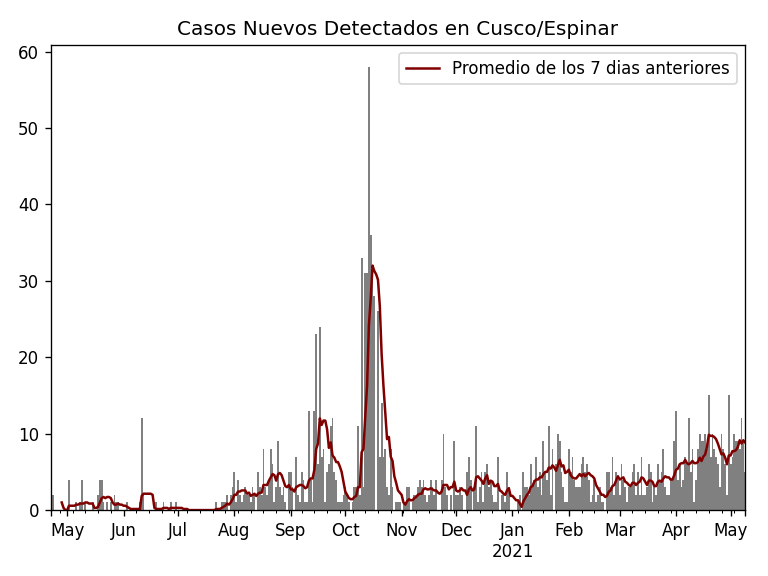 Casos Nuevos Detectados en Cusco/Espinar
Promedio de los 7 dias anteriores
60
50
40
30
20
10
0
May Jun Jul Aug Sep Oct Nov Dec Jan Feb Mar Apr May
2021